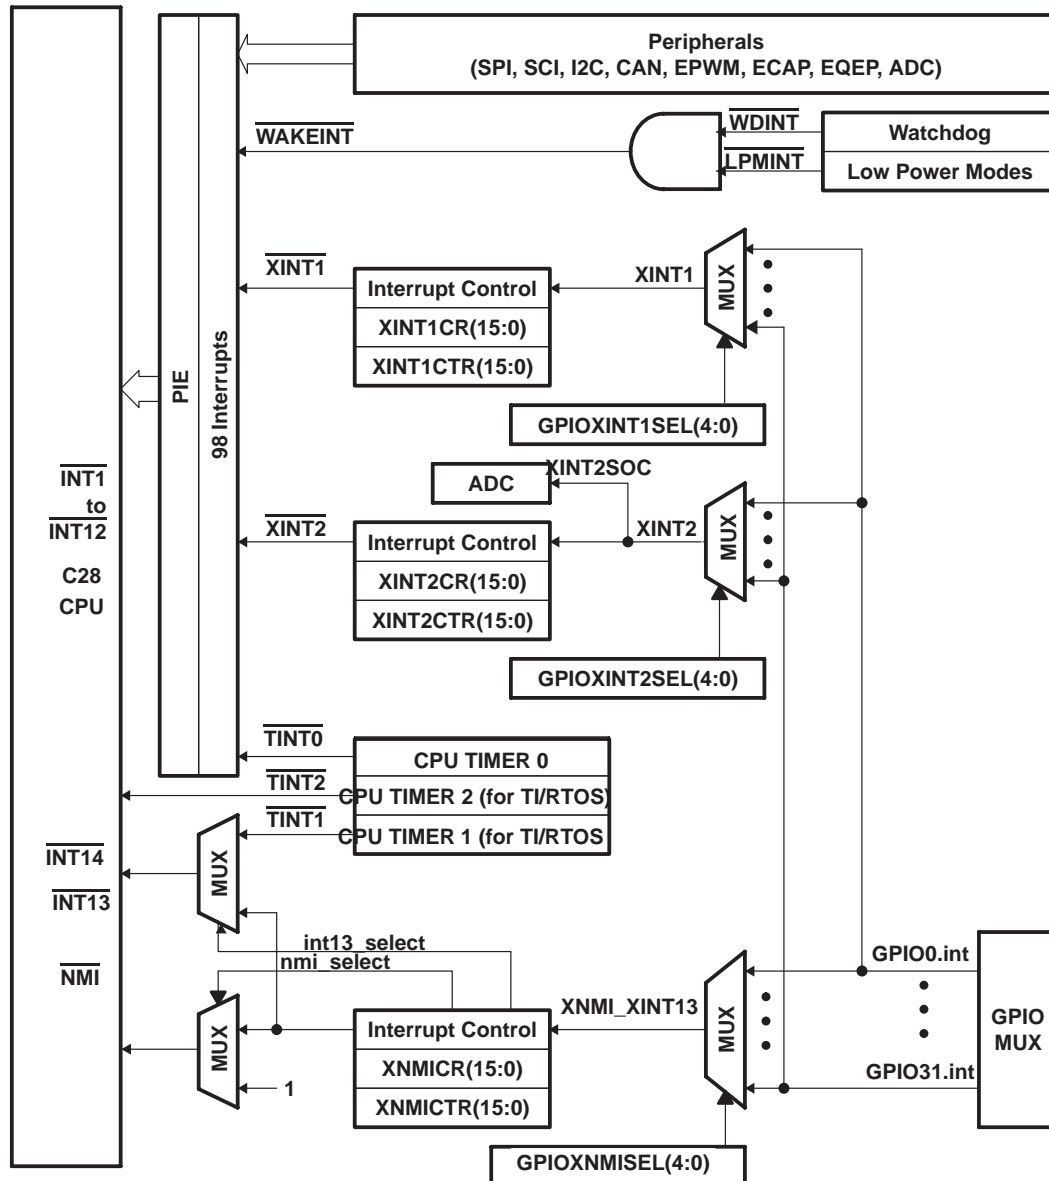 Peripherals
(SPI, SCI, I2C, CAN, EPWM, ECAP, EQEP, ADC)
WAKEINT
WDINT
Watchdog
LPMINT
Low Power Modes
XINT1
Interrupt Control
XINT1CR(15:0)
XINT1CTR(15:0)
XINT1
MUX
GPIOXINT1SEL(4:0)
PIE
98 Interrupts
INT1
to
INT12
C28
CPU
ADC
XINT2SOC
XINT2
Interrupt Control
XINT2CR(15:0)
XINT2CTR(15:0)
XINT2
MUX
GPIOXINT2SEL(4:0)
TINT0
CPU TIMER 0
TINT2
CPU TIMER 2 (for TI/RTOS)
TINT1
CPU TIMER 1 (for TI/RTOS
INT14
MUX
INT13
int13_select
nmi_select
NMI
MUX
1
Interrupt Control
XNMICR(15:0)
XNMICTR(15:0)
XNMI_XINT13
MUX
GPIOXNMISEL(4:0)
GPIO0.int
GPIO31.int
GPIO
MUX